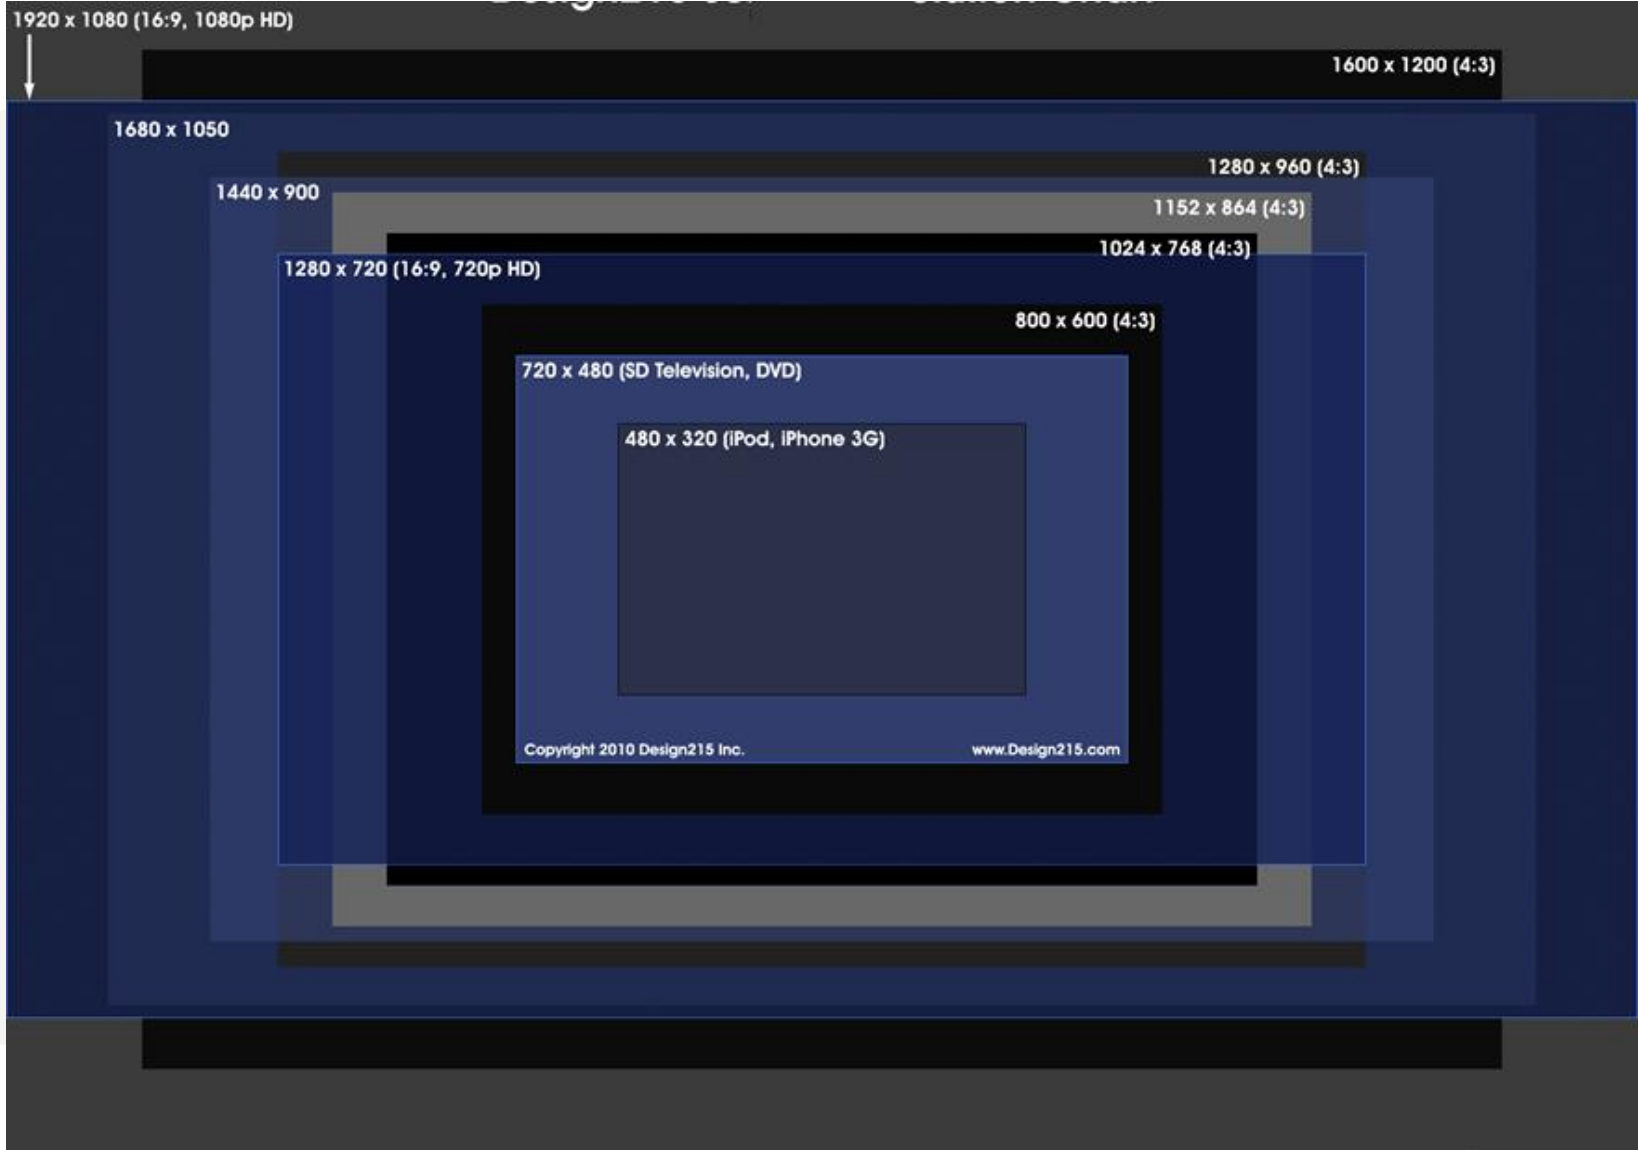 1920 x 1080 (16:9, 1080p HD)
1600 x 1200 (4:3)
1680 x 1050
1280 x 960 (4:3)
1440 x 900
1152 x 864 (4:3)
1024 x 768 (4:3)
1280 x 720 (16:9, 720p HD)
800 x 600 (4:3)
720 x 480 (SD Television, DVD)
480 x 320 (iPod, iPhone 3G)
Copyright 2010 Design215 Inc.
www.Design215.com